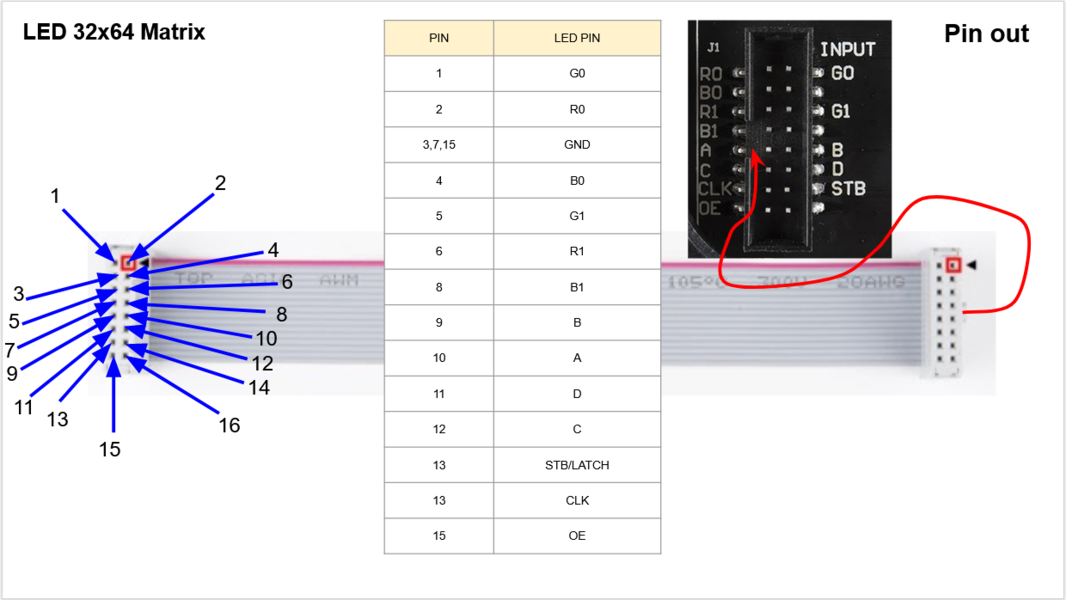 LED 32x64 Matrix
Pin out
PIN LED PIN
1 G0
2 R0
3,7,15 GND
4 B0
5 G1
6 R1
8 B1
9 B
10 A
11 D
12 C
13 STB/LATCH
13 CLK
15 OE
J1 INPUT
R0 G0
B0
R1 G1
B1
A B
C D
CLK STB
OE
1
2
3
4
5
6
7
8
9
10
11
12
13
14
15
16
TOP AWM
105°C 300V 20AWG